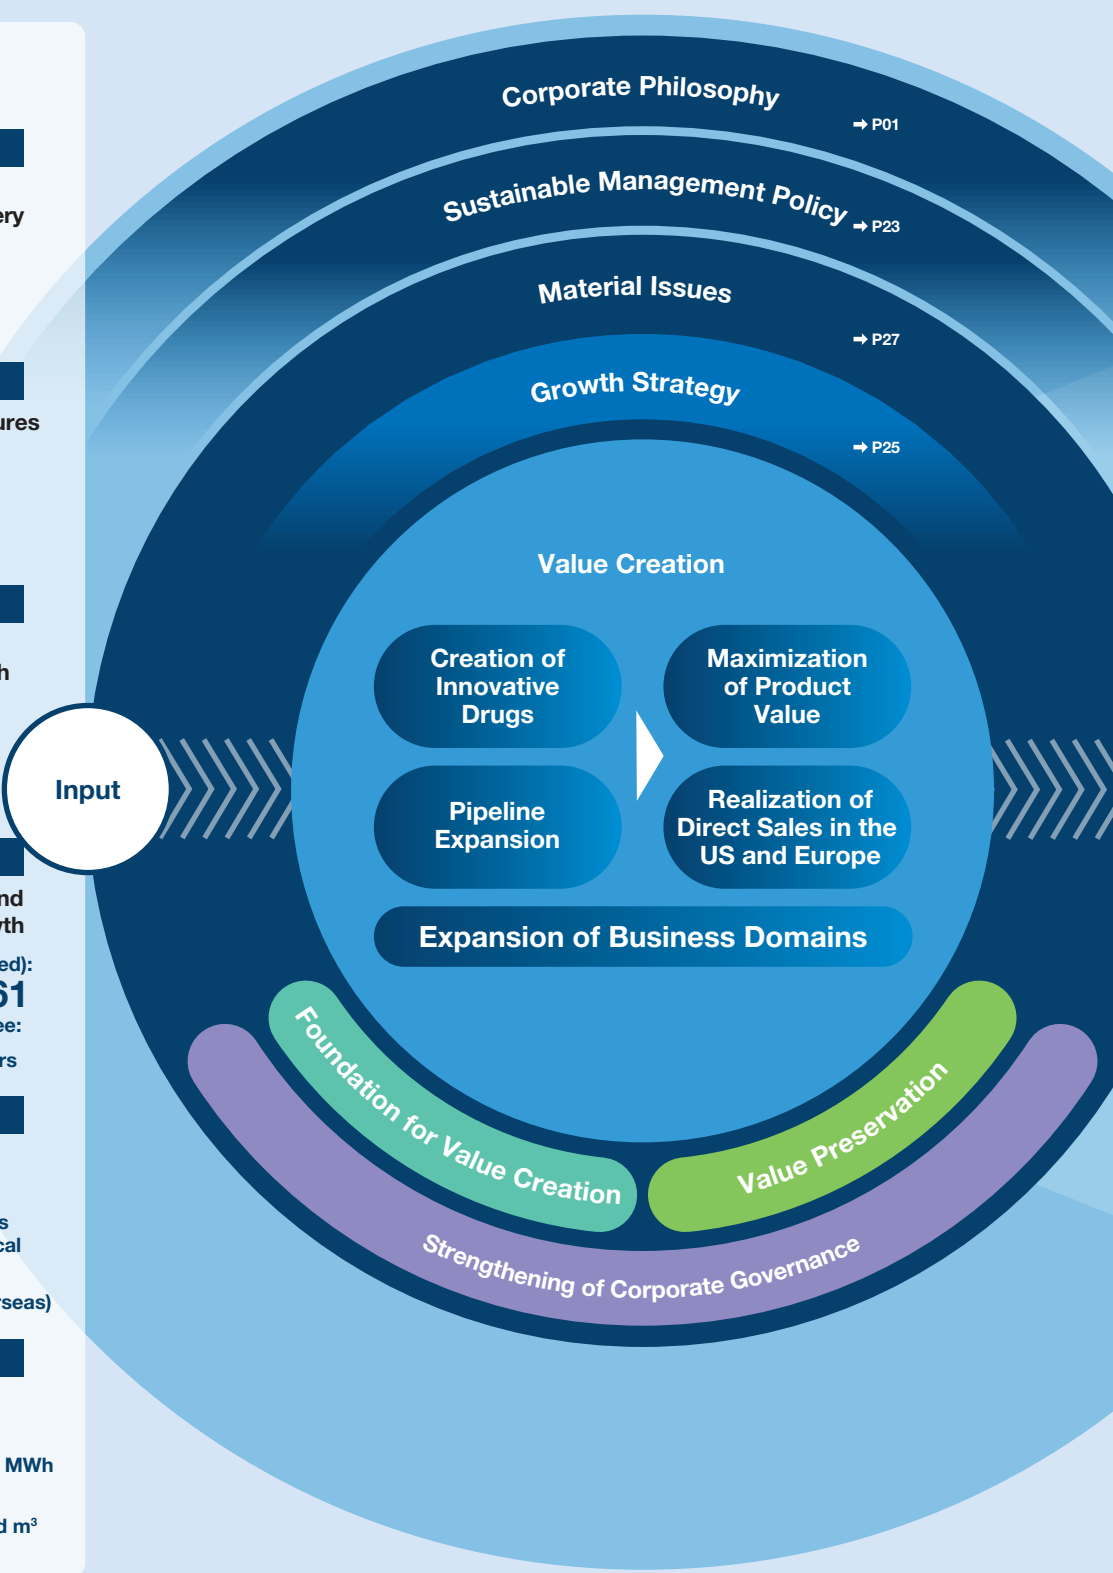 ery
ures
h
nd
th
ed):
61
ee:
rs
s
cal
rseas)
MWh
d m³
Corporate Philosophy
➡ P01
Sustainable Management Policy
➡ P23
Material Issues
➡ P27
Growth Strategy
➡ P25
Value Creation
Creation of
Innovative
Drugs
Maximization
of Product
Value
Input
Pipeline
Expansion
Realization of
Direct Sales in the
US and Europe
Expansion of Business Domains
Foundation for Value Creation
Value Preservation
Strengthening of Corporate Governance